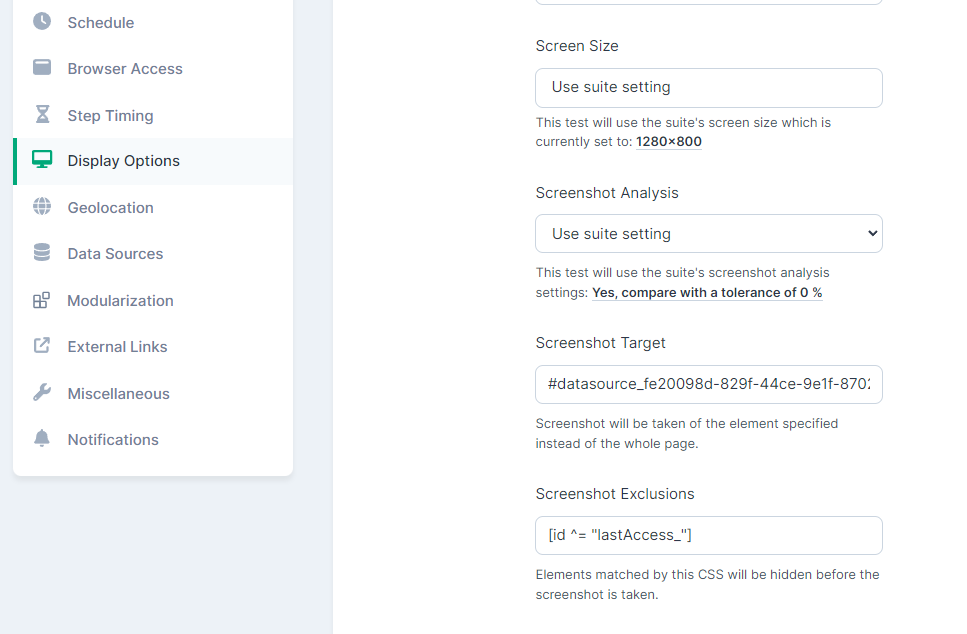 Schedule
Browser Access
Step Timing
Display Options
Geolocation
Data Sources
Modularization
External Links
Miscellaneous
Notifications
Screen Size
Use suite setting
This test will use the suite's screen size which is
currently set to: 1280×800
Screenshot Analysis
Use suite setting
This test will use the suite's screenshot analysis
settings: Yes, compare with a tolerance of 0 %
Screenshot Target
#datasource_fe20098d-829f-44ce-9e1f-8702
Screenshot will be taken of the element specified
instead of the whole page.
Screenshot Exclusions
[id ^= "lastAccess_"]
Elements matched by this CSS will be hidden before the
screenshot is taken.